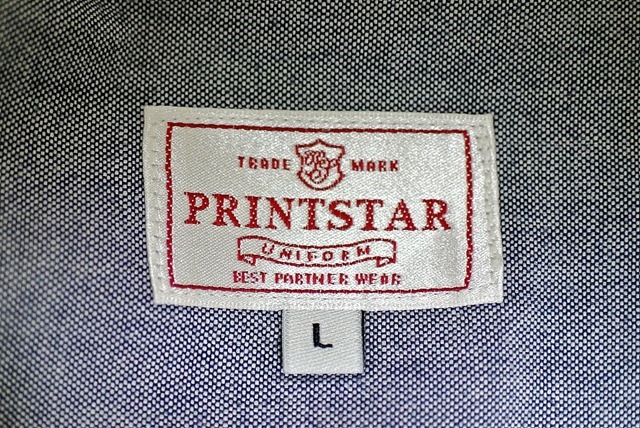 TRADE MARK
PRINTSTAR
UNIFORM
BEST PARTNER WEAR
L